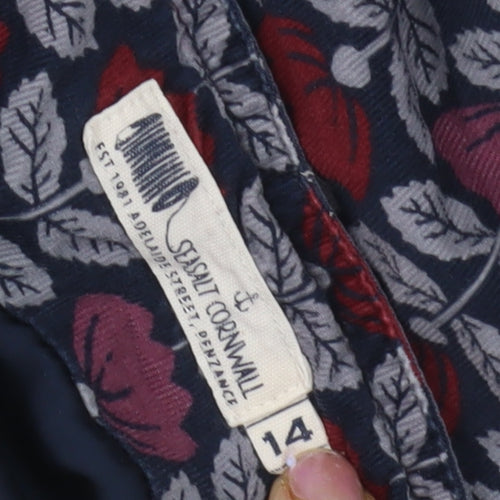 SEASALT CORNWALL
EST 1981 ADELAIDE STREET, PENZANCE
14